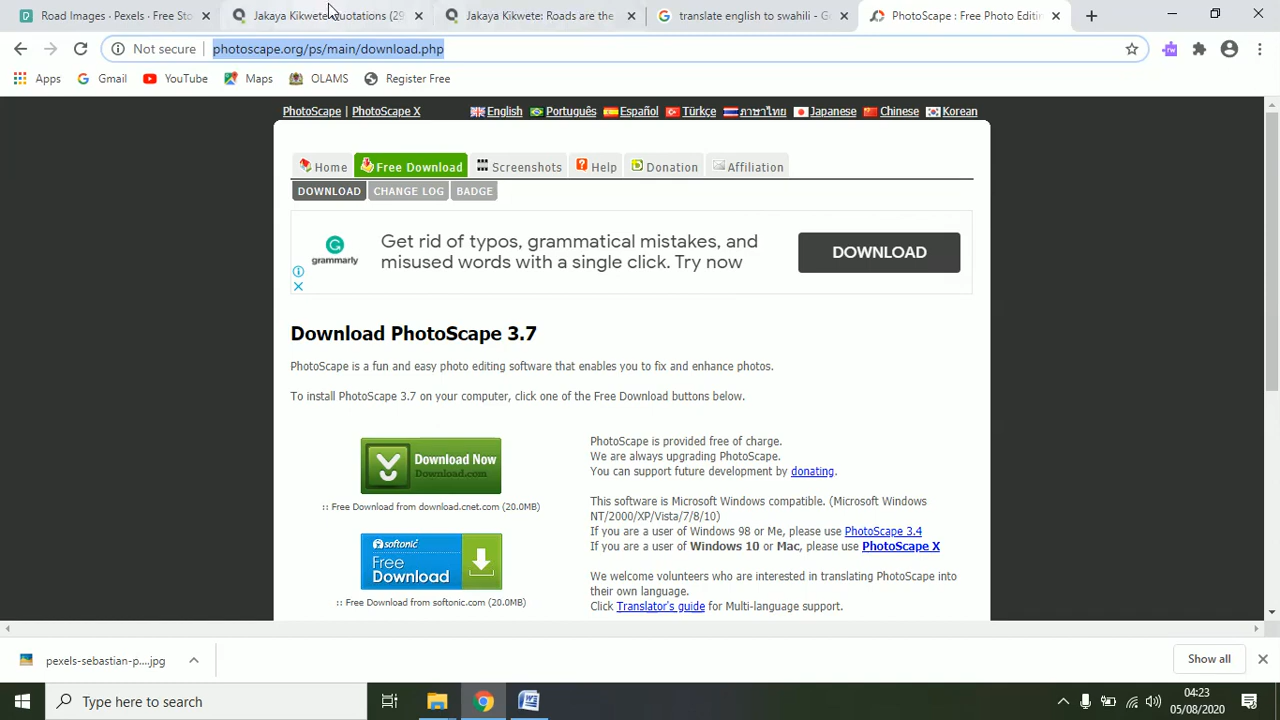 Road Images · Pexels · Free Sto
Jakaya Kikwete quotations (29
Jakaya Kikwete: Roads are the
translate english to swahili - Go
PhotoScape : Free Photo Editin
Not secure
photoscape.org/ps/main/download.php
Apps
Gmail
YouTube
Maps
OLAMS
Register Free
PhotoScape | PhotoScape X
English
Português
Español
Türkçe
ภาษาไทย
Japanese
Chinese
Korean
Home
Free Download
Screenshots
Help
Donation
Affiliation
DOWNLOAD
CHANGE LOG
BADGE
grammarly
Get rid of typos, grammatical mistakes, and
misused words with a single click. Try now
DOWNLOAD
Download PhotoScape 3.7
PhotoScape is a fun and easy photo editing software that enables you to fix and enhance photos.
To install PhotoScape 3.7 on your computer, click one of the Free Download buttons below.
Download Now
Download.com
:: Free Download from download.cnet.com (20.0MB)
softonic
Free
Download
:: Free Download from softonic.com (20.0MB)
PhotoScape is provided free of charge.
We are always upgrading PhotoScape.
You can support future development by donating.
This software is Microsoft Windows compatible. (Microsoft Windows
NT/2000/XP/Vista/7/8/10)
If you are a user of Windows 98 or Me, please use PhotoScape 3.4
If you are a user of Windows 10 or Mac, please use PhotoScape X
We welcome volunteers who are interested in translating PhotoScape into
their own language.
Click Translator's guide for Multi-language support.
pexels-sebastian-p....jpg
Show all
Type here to search
04:23
05/08/2020